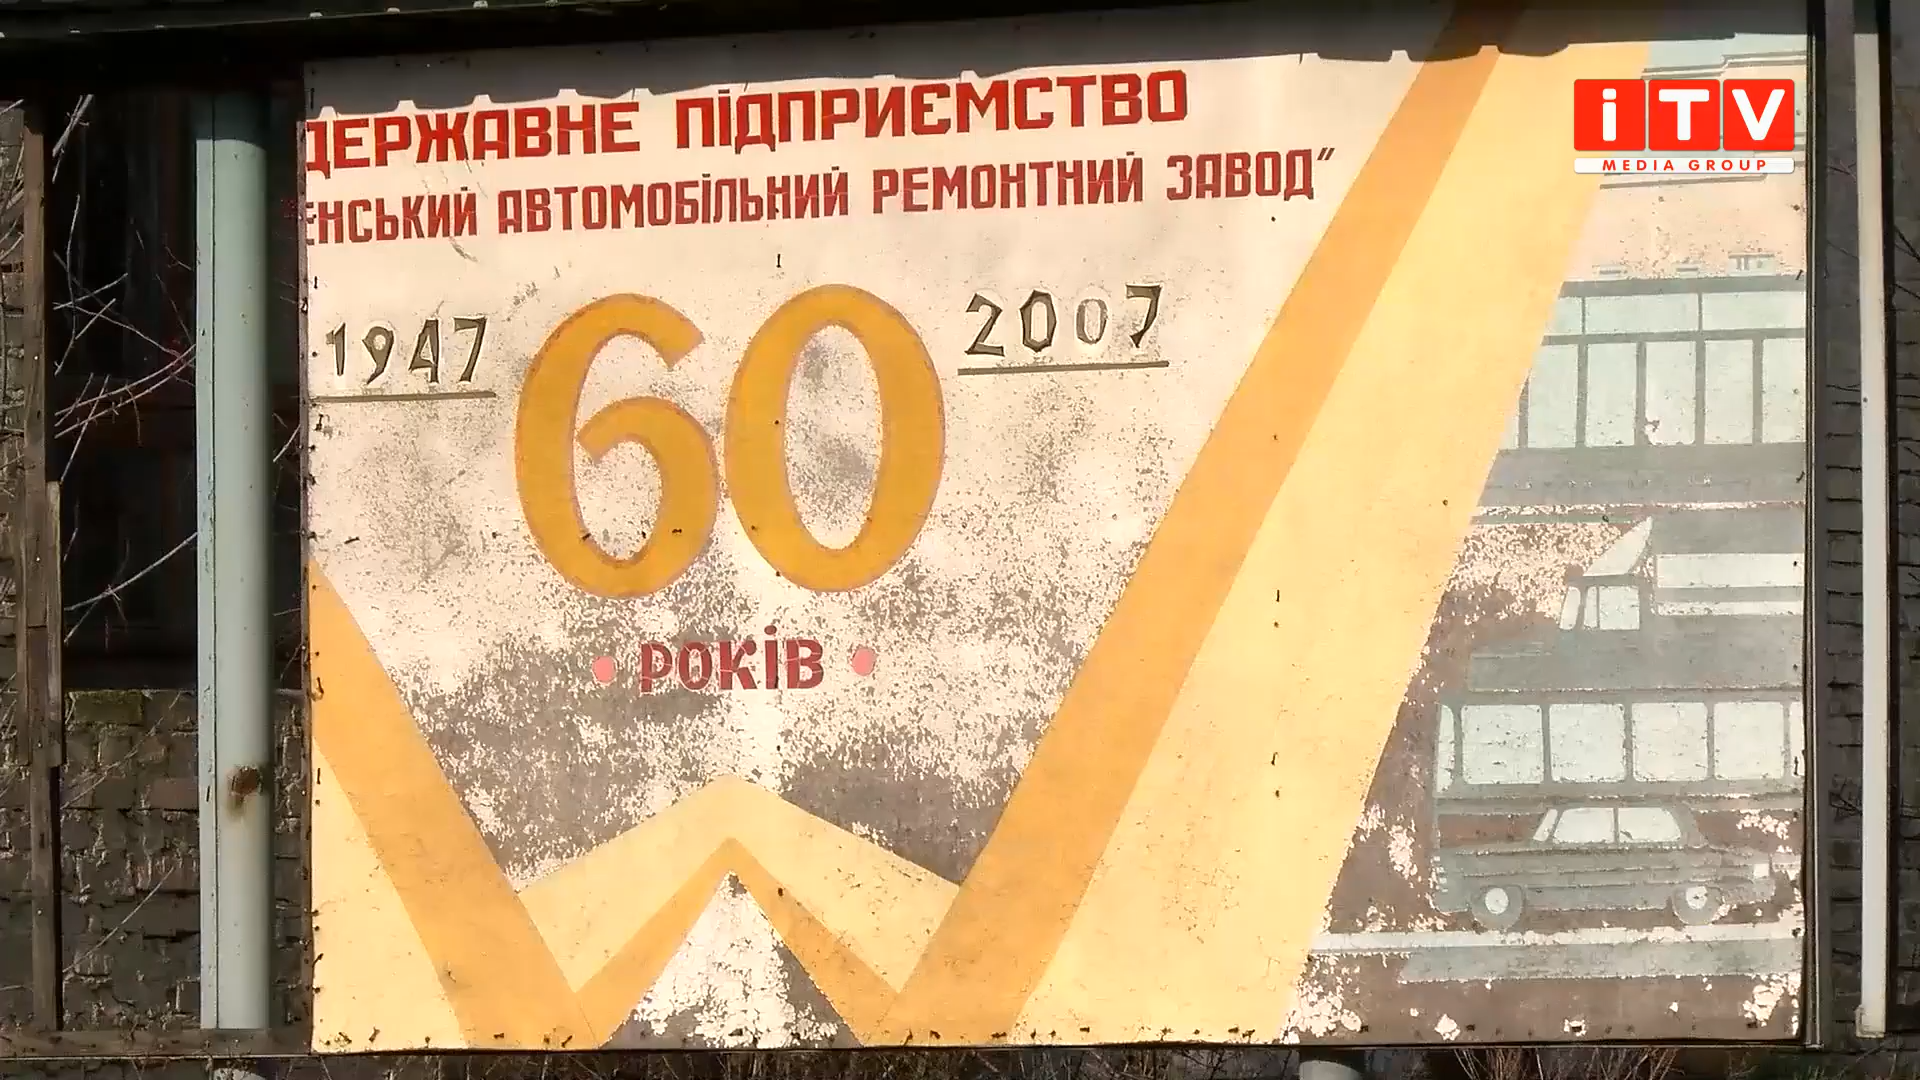 ДЕРЖАВНЕ ПІДПРИЄМСТВО
ЕНСЬКИЙ АВТОМОБІЛЬНИЙ РЕМОНТНИЙ ЗАВОД"
1947 60 2007
• РОКІВ •
iTV
MEDIA GROUP